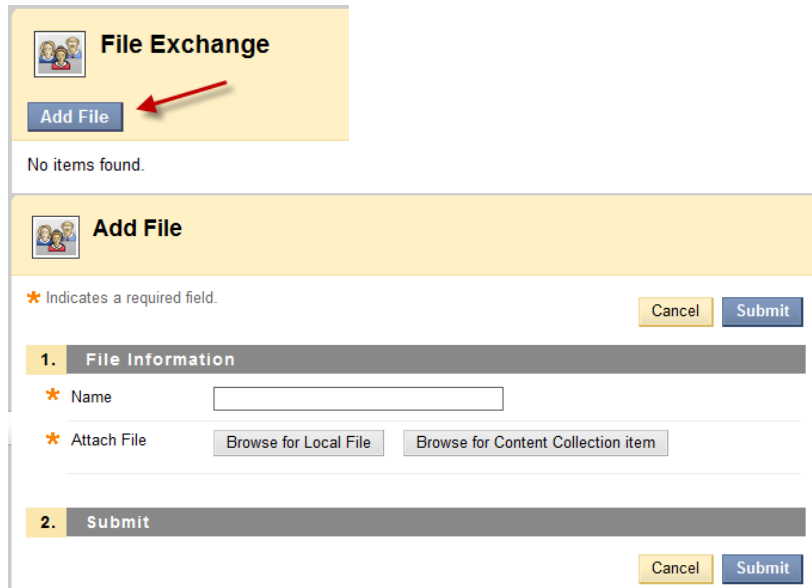 File Exchange
Add File
No items found.
Add File
* Indicates a required field.
Cancel Submit
1. File Information
* Name
* Attach File Browse for Local File Browse for Content Collection item
2. Submit
Cancel Submit